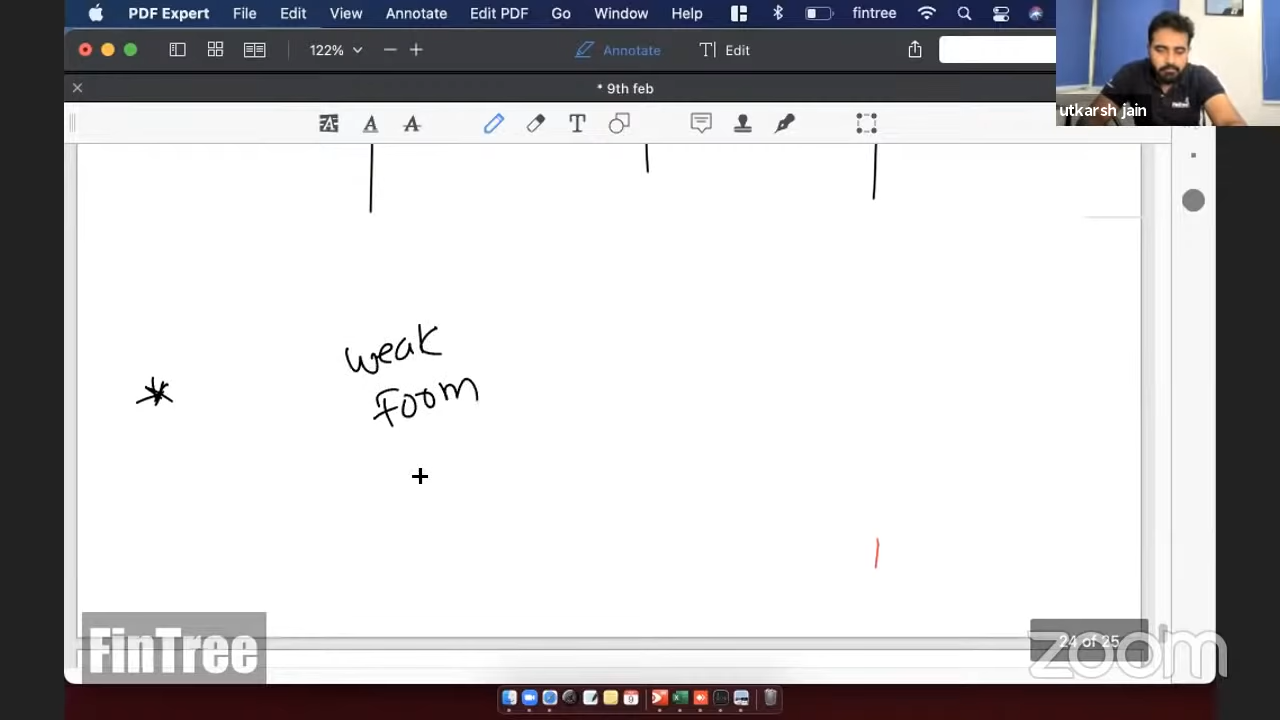 PDF Expert File Edit View Annotate Edit PDF Go Window Help fintree
122% Annotate T Edit
* 9th feb
A A A T
utkarsh jain
weak
Form
24 of 25
FinTree
zoom